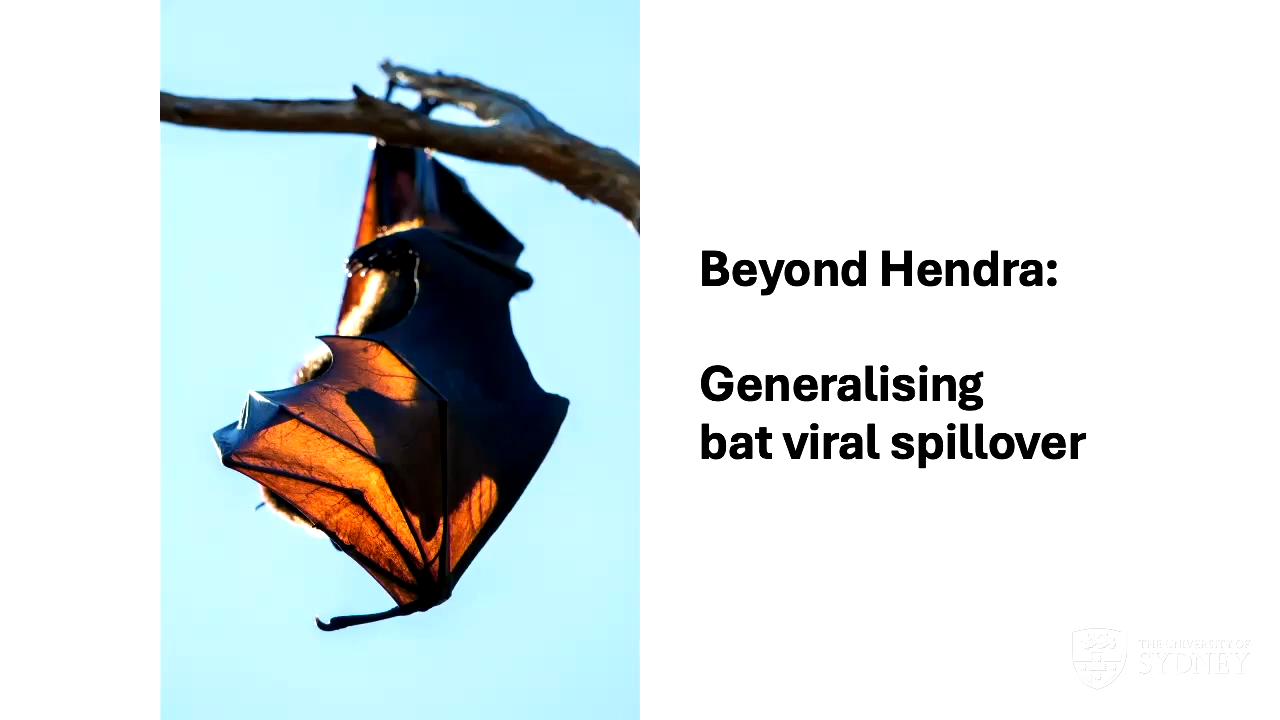 Beyond Hendra:
Generalising
bat viral spillover
THE UNIVERSITY OF
SYDNEY